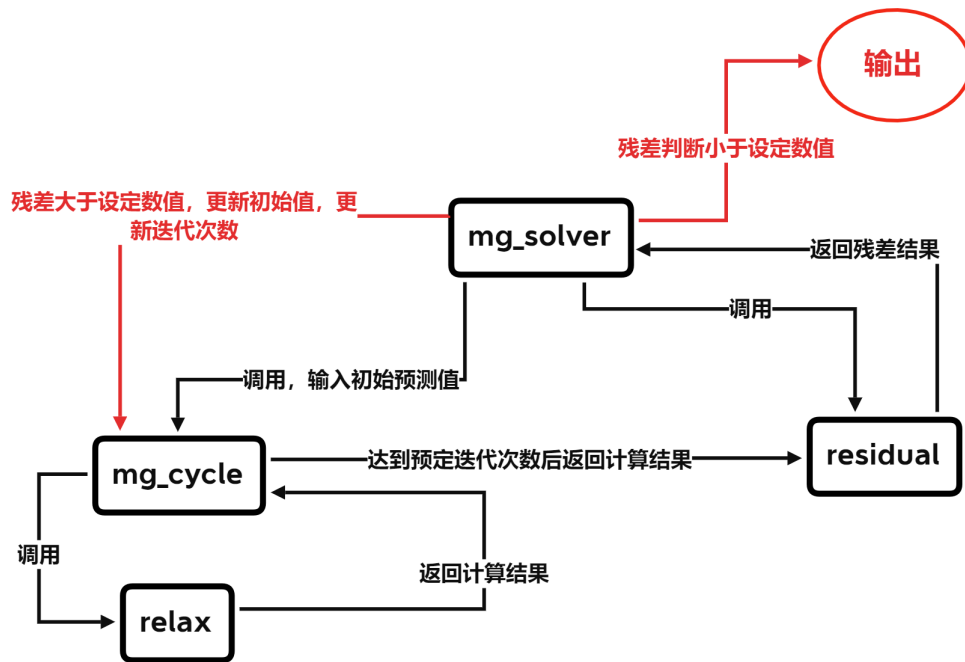 输出
残差判断小于设定数值
残差大于设定数值，更新初始值，更
新迭代次数
mg_solver
返回残差结果
调用
调用，输入初始预测值
mg_cycle
达到预定迭代次数后返回计算结果
residual
调用
返回计算结果
relax